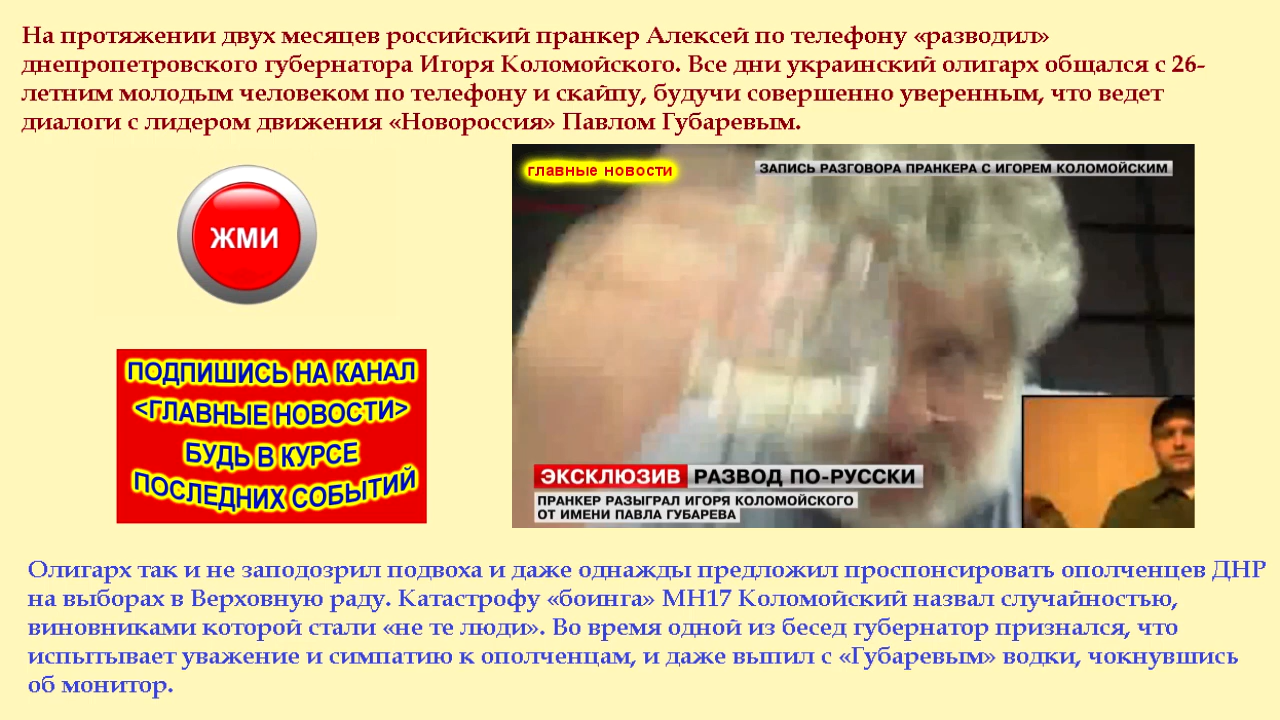 На протяжении двух месяцев российский пранкер Алексей по телефону «разводил»
днепропетровского губернатора Игоря Коломойского. Все дни украинский олигарх общался с 26-
летним молодым человеком по телефону и скайпу, будучи совершенно уверенным, что ведет
диалоги с лидером движения «Новороссия» Павлом Губаревым.
ЖМИ
ПОДПИШИСЬ НА КАНАЛ
<ГЛАВНЫЕ НОВОСТИ>
БУДЬ В КУРСЕ
ПОСЛЕДНИХ СОБЫТИЙ
главные новости
ЗАПИСЬ РАЗГОВОРА ПРАНКЕРА С ИГОРЕМ КОЛОМОЙСКИМ
ЭКСКЛЮЗИВ РАЗВОД ПО-РУССКИ
ПРАНКЕР РАЗЫГРАЛ ИГОРЯ КОЛОМОЙСКОГО
ОТ ИМЕНИ ПАВЛА ГУБАРЕВА
Олигарх так и не заподозрил подвоха и даже однажды предложил проспонсировать ополченцев ДНР
на выборах в Верховную раду. Катастрофу «боинга» МН17 Коломойский назвал случайностью,
виновниками которой стали «не те люди». Во время одной из бесед губернатор признался, что
испытывает уважение и симпатию к ополченцам, и даже выпил с «Губаревым» водки, чокнувшись
об монитор.